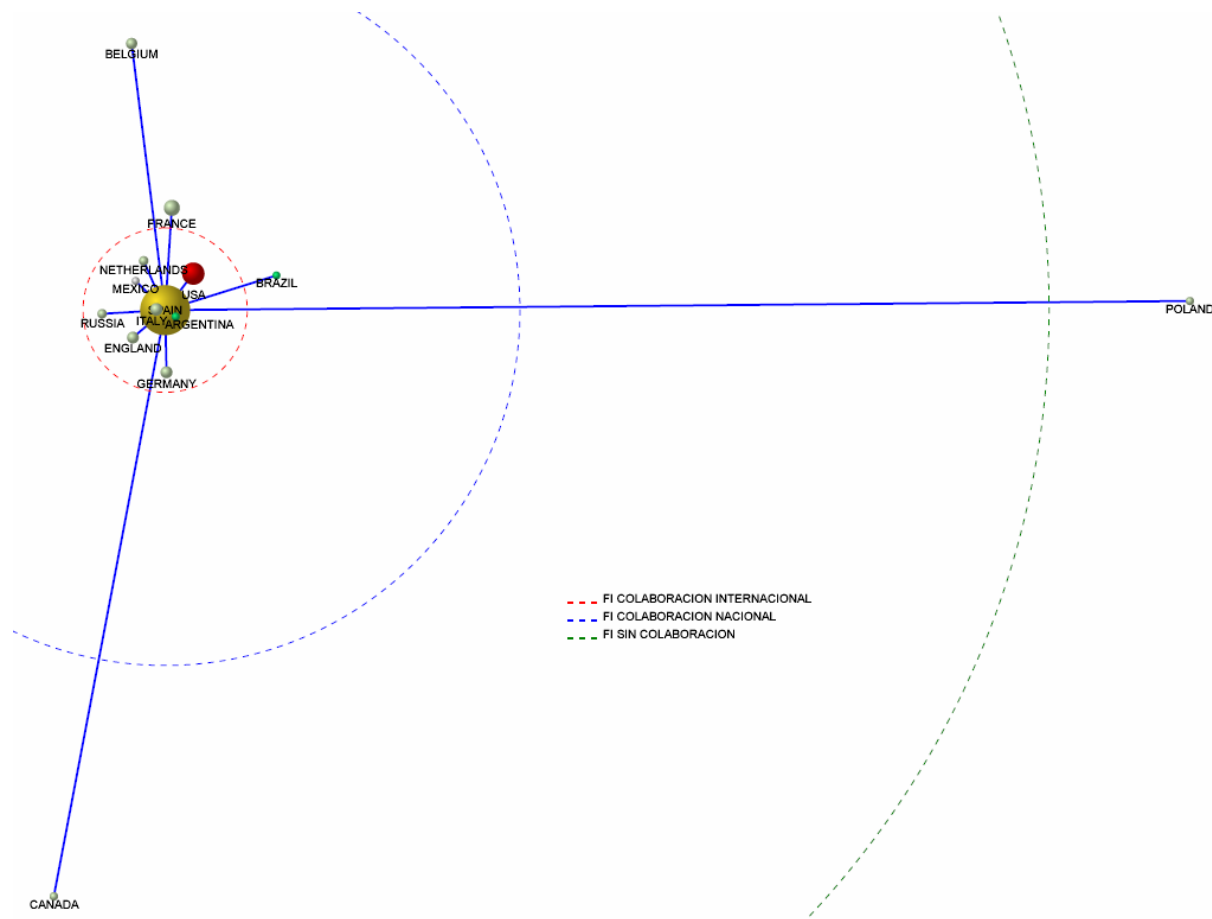 BELGIUM
FRANCE
NETHERLANDS
MEXICO
USA
BRAZIL
SPAIN
ITALY
ARGENTINA
RUSSIA
ENGLAND
GERMANY
POLAND
FI COLABORACION INTERNACIONAL
FI COLABORACION NACIONAL
FI SIN COLABORACION
CANADA